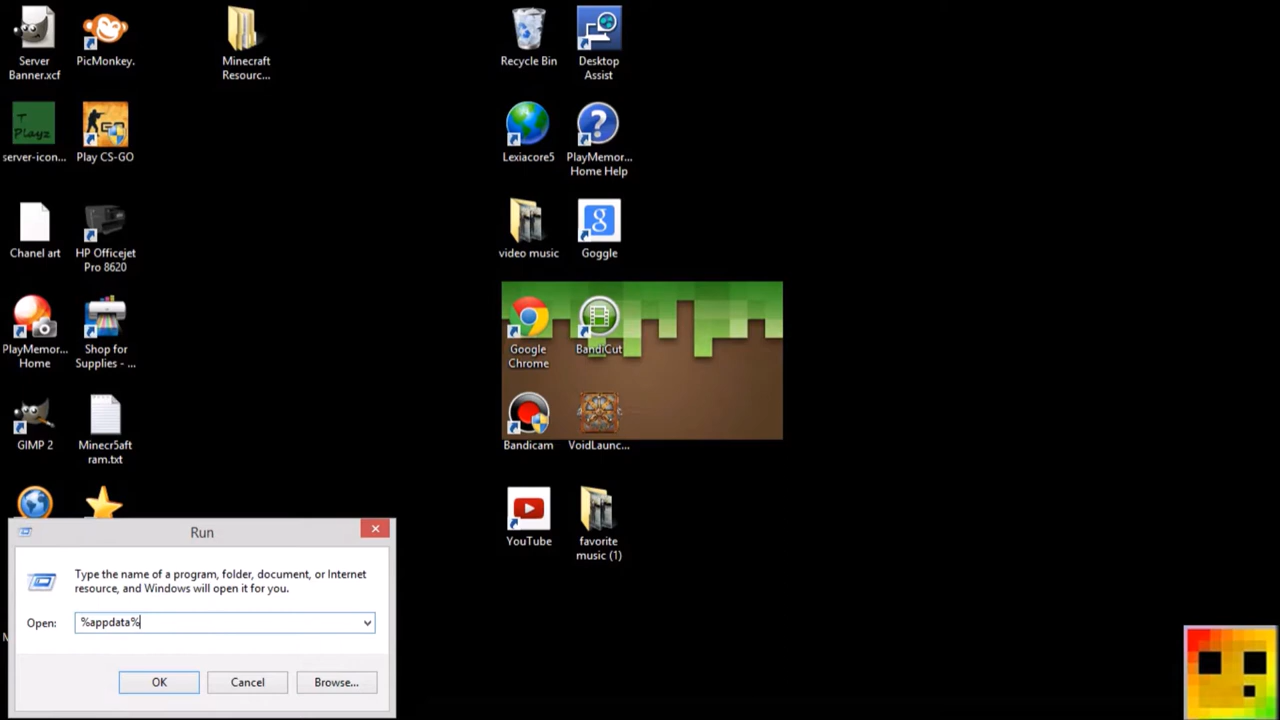 Server
Banner.xcf
PicMonkey.
Minecraft
Resourc...
Recycle Bin
Desktop
Assist
T
Playz
server-icon...
GO
Play CS-GO
Lexiacore5
?
PlayMemor...
Home Help
Chanel art
HP Officejet
Pro 8620
video music
g
Goggle
PlayMemor...
Home
Shop for
Supplies - ...
Google
Chrome
BandiCut
GIMP 2
Minecr5aft
ram.txt
Bandicam
VoidLaunc...
YouTube
favorite
music (1)
Run
Type the name of a program, folder, document, or Internet
resource, and Windows will open it for you.
Open:
%appdata%
OK
Cancel
Browse...